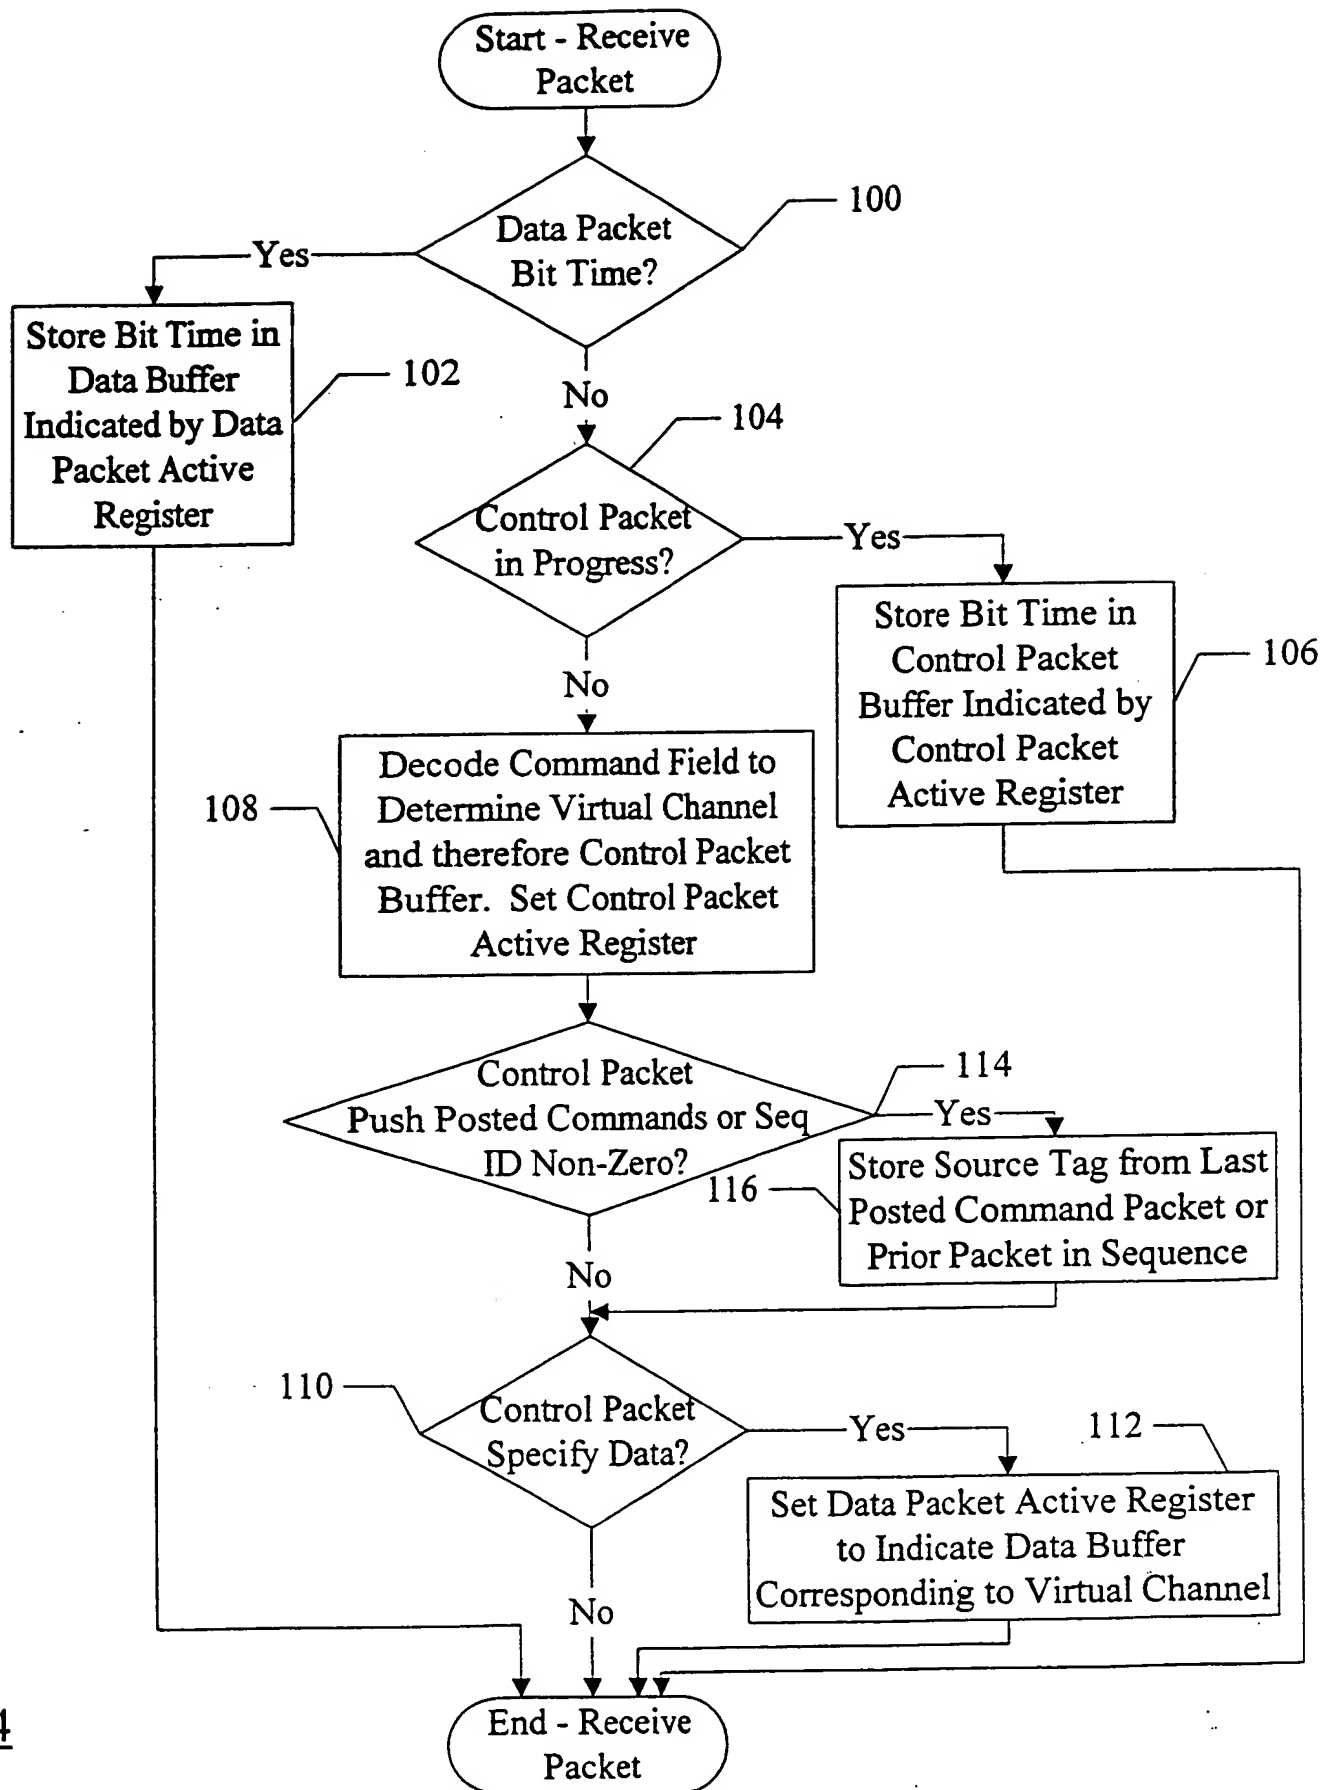 Start - Receive
Packet
100
Data Packet
Bit Time?
Yes
Store Bit Time in
Data Buffer
Indicated by Data
Packet Active
Register
102
No
104
Control Packet
in Progress?
Yes
Store Bit Time in
Control Packet
Buffer Indicated by
Control Packet
Active Register
106
No
108
Decode Command Field to
Determine Virtual Channel
and therefore Control Packet
Buffer. Set Control Packet
Active Register
114
Control Packet
Push Posted Commands or Seq
ID Non-Zero?
Yes
116
Store Source Tag from Last
Posted Command Packet or
Prior Packet in Sequence
No
110
Control Packet
Specify Data?
Yes
112
Set Data Packet Active Register
to Indicate Data Buffer
Corresponding to Virtual Channel
No
End - Receive
Packet
4